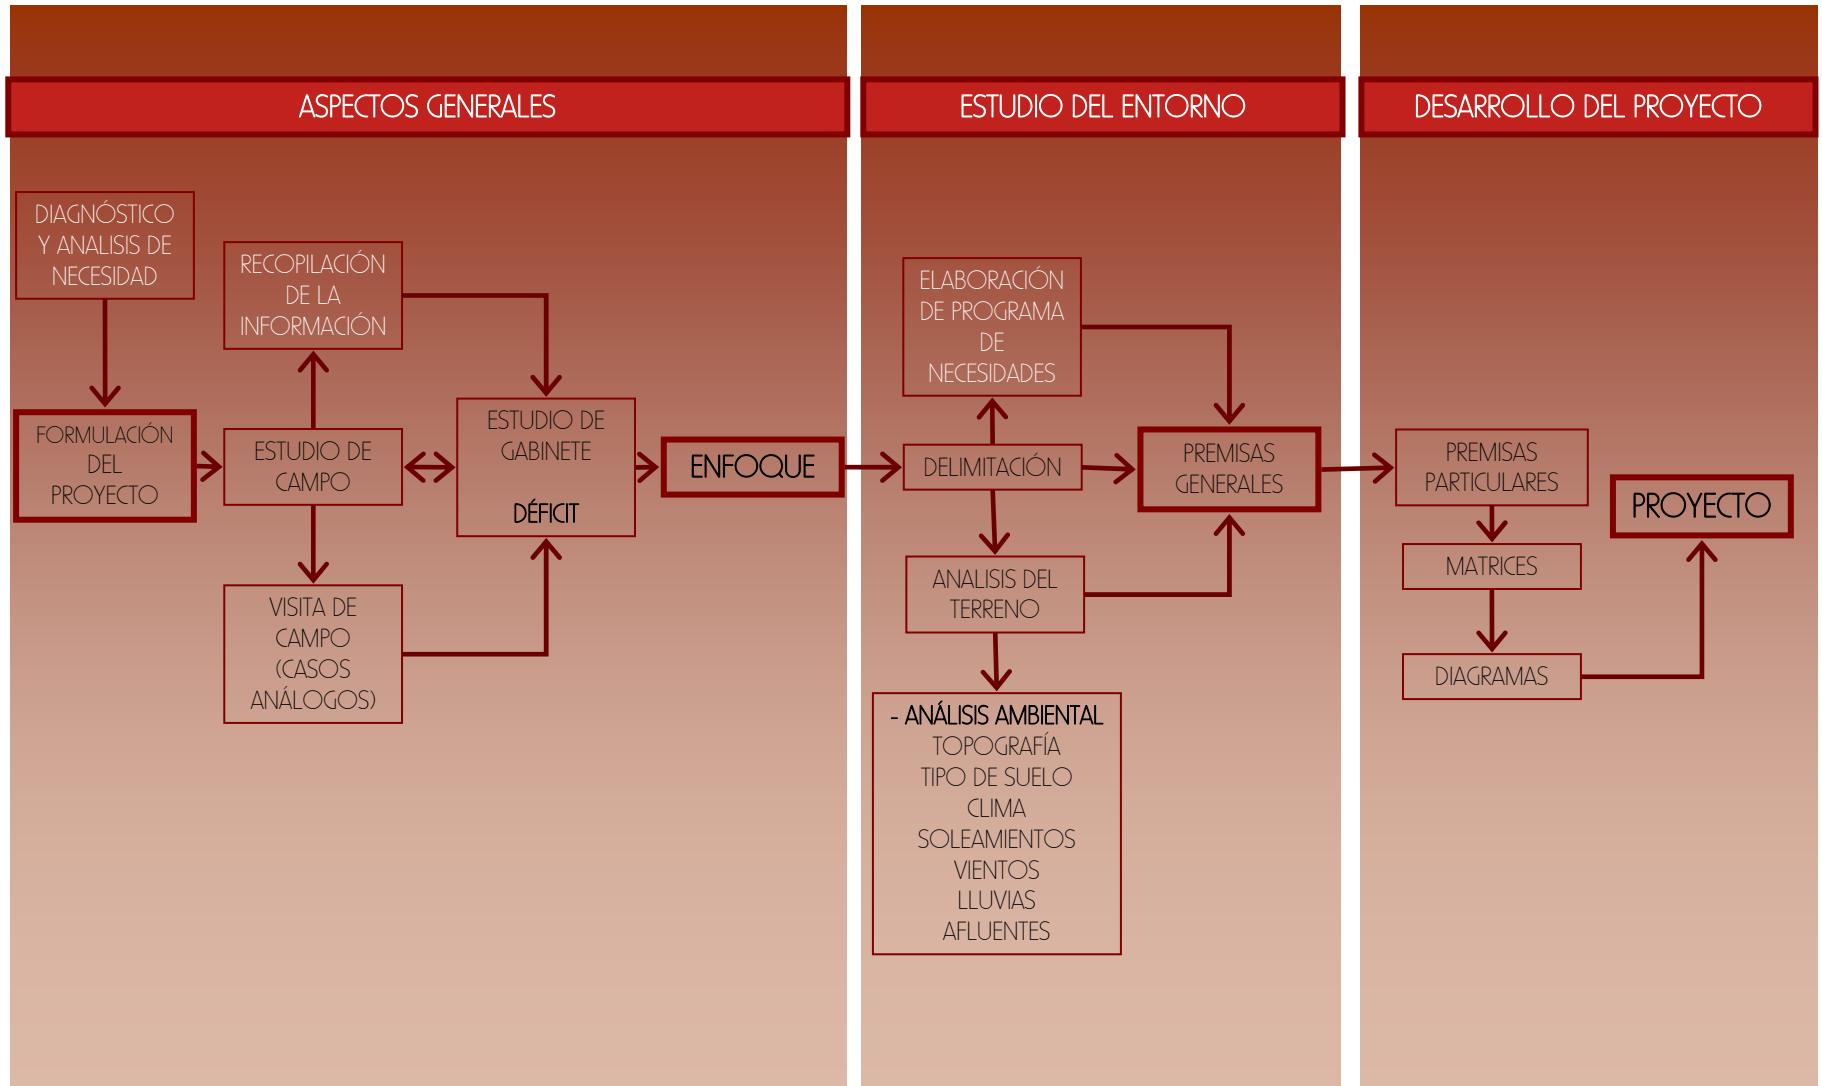 ASPECTOS GENERALES
DIAGNÓSTICO
Y ANALISIS DE
NECESIDAD
FORMULACIÓN
DEL
PROYECTO
RECOPILACIÓN
DE LA
INFORMACIÓN
ESTUDIO DE
CAMPO
VISITA DE
CAMPO
(CASOS
ANÁLOGOS)
ESTUDIO DE
GABINETE
DÉFICIT
ENFOQUE
ESTUDIO DEL ENTORNO
ELABORACIÓN
DE PROGRAMA
DE
NECESIDADES
DELIMITACIÓN
ANALISIS DEL
TERRENO
- ANÁLISIS AMBIENTAL
TOPOGRAFÍA
TIPO DE SUELO
CLIMA
SOLEAMIENTOS
VIENTOS
LLUVIAS
AFLUENTES
PREMISAS
GENERALES
DESARROLLO DEL PROYECTO
PREMISAS
PARTICULARES
MATRICES
DIAGRAMAS
PROYECTO